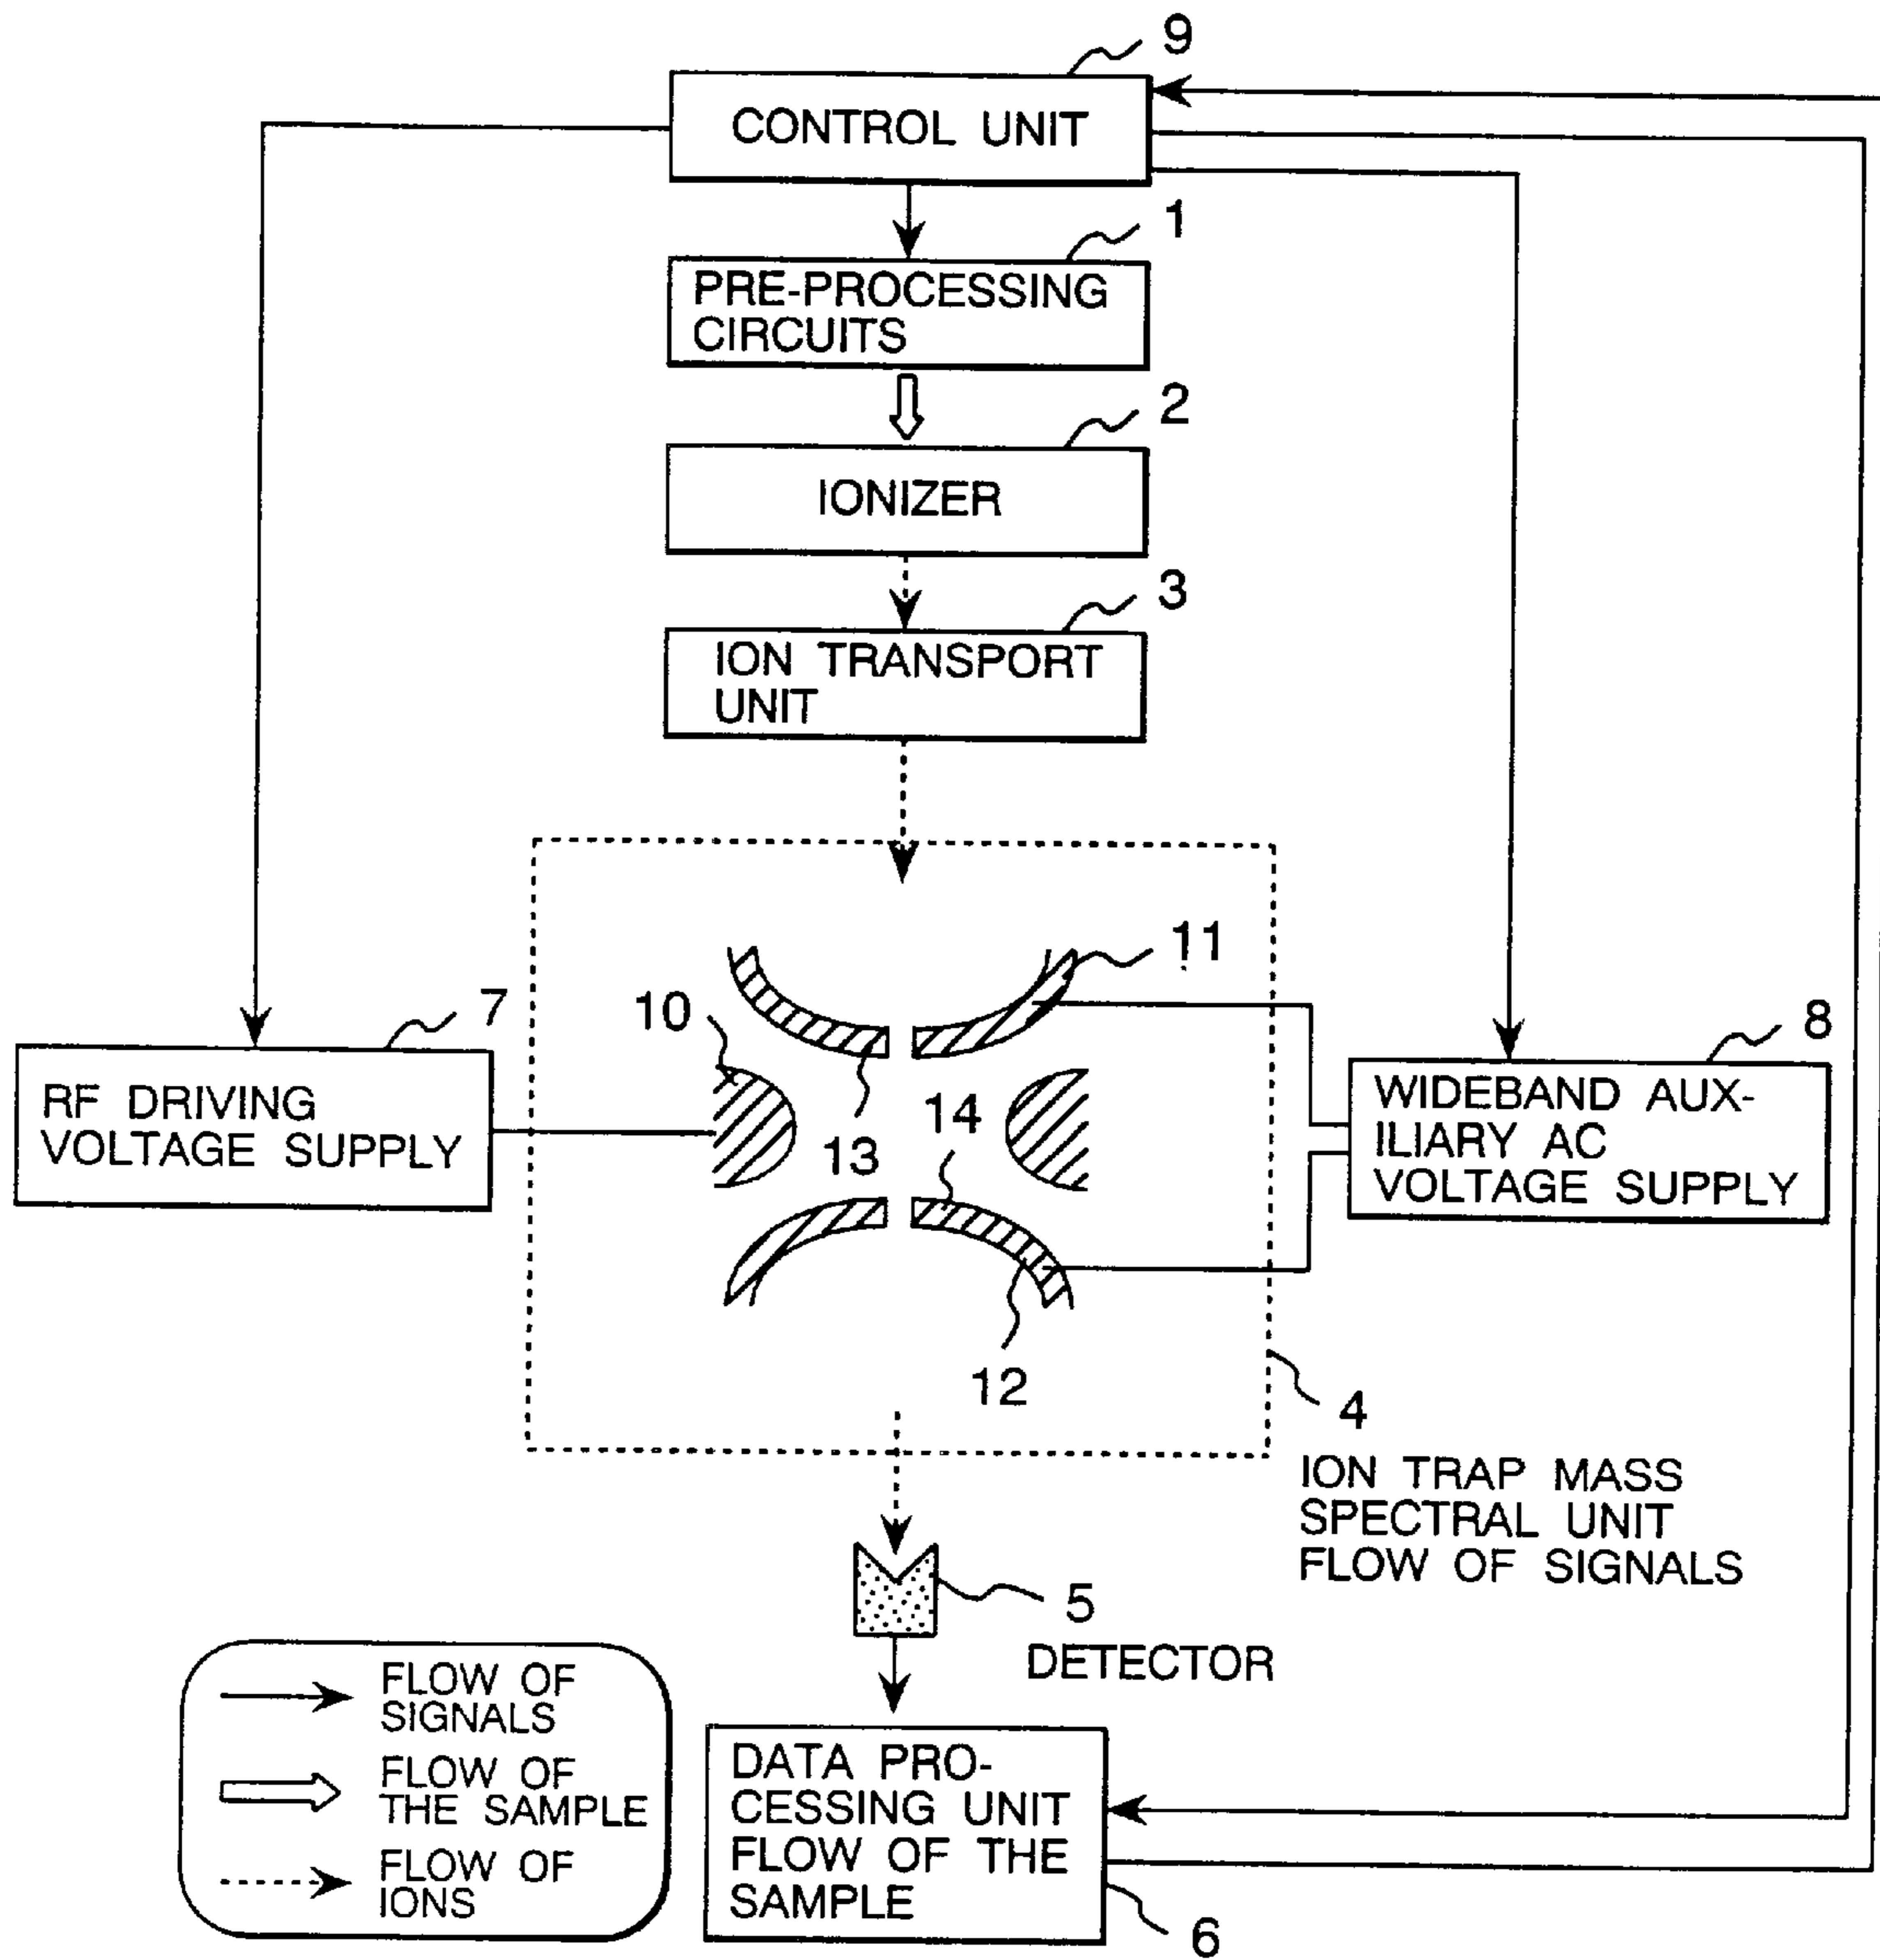 9
CONTROL UNIT
1
PRE-PROCESSING
CIRCUITS
2
IONIZER
3
ION TRANSPORT
UNIT
11
10
7
RF DRIVING
VOLTAGE SUPPLY
13
14
8
WIDEBAND AUX-
ILIARY AC
VOLTAGE SUPPLY
12
4
ION TRAP MASS
SPECTRAL UNIT
FLOW OF SIGNALS
5
DETECTOR
DATA PRO-
CESSING UNIT
FLOW OF THE
SAMPLE
6
FLOW OF
SIGNALS
FLOW OF
THE SAMPLE
FLOW OF
IONS